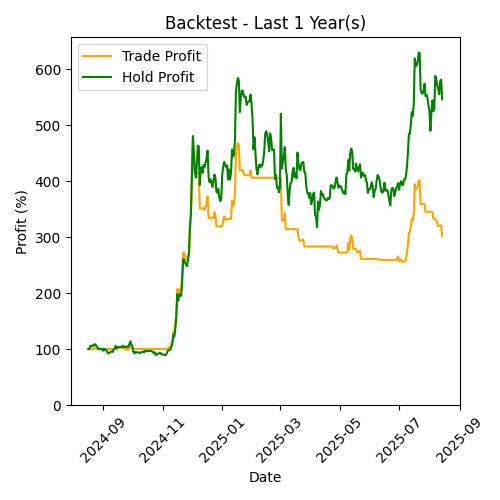 Backtest - Last 1 Year(s)
Trade Profit
Hold Profit
Profit (%)
600
500
400
300
200
100
0
2024-09
2024-11
2025-01
2025-03
2025-05
2025-07
2025-09
Date